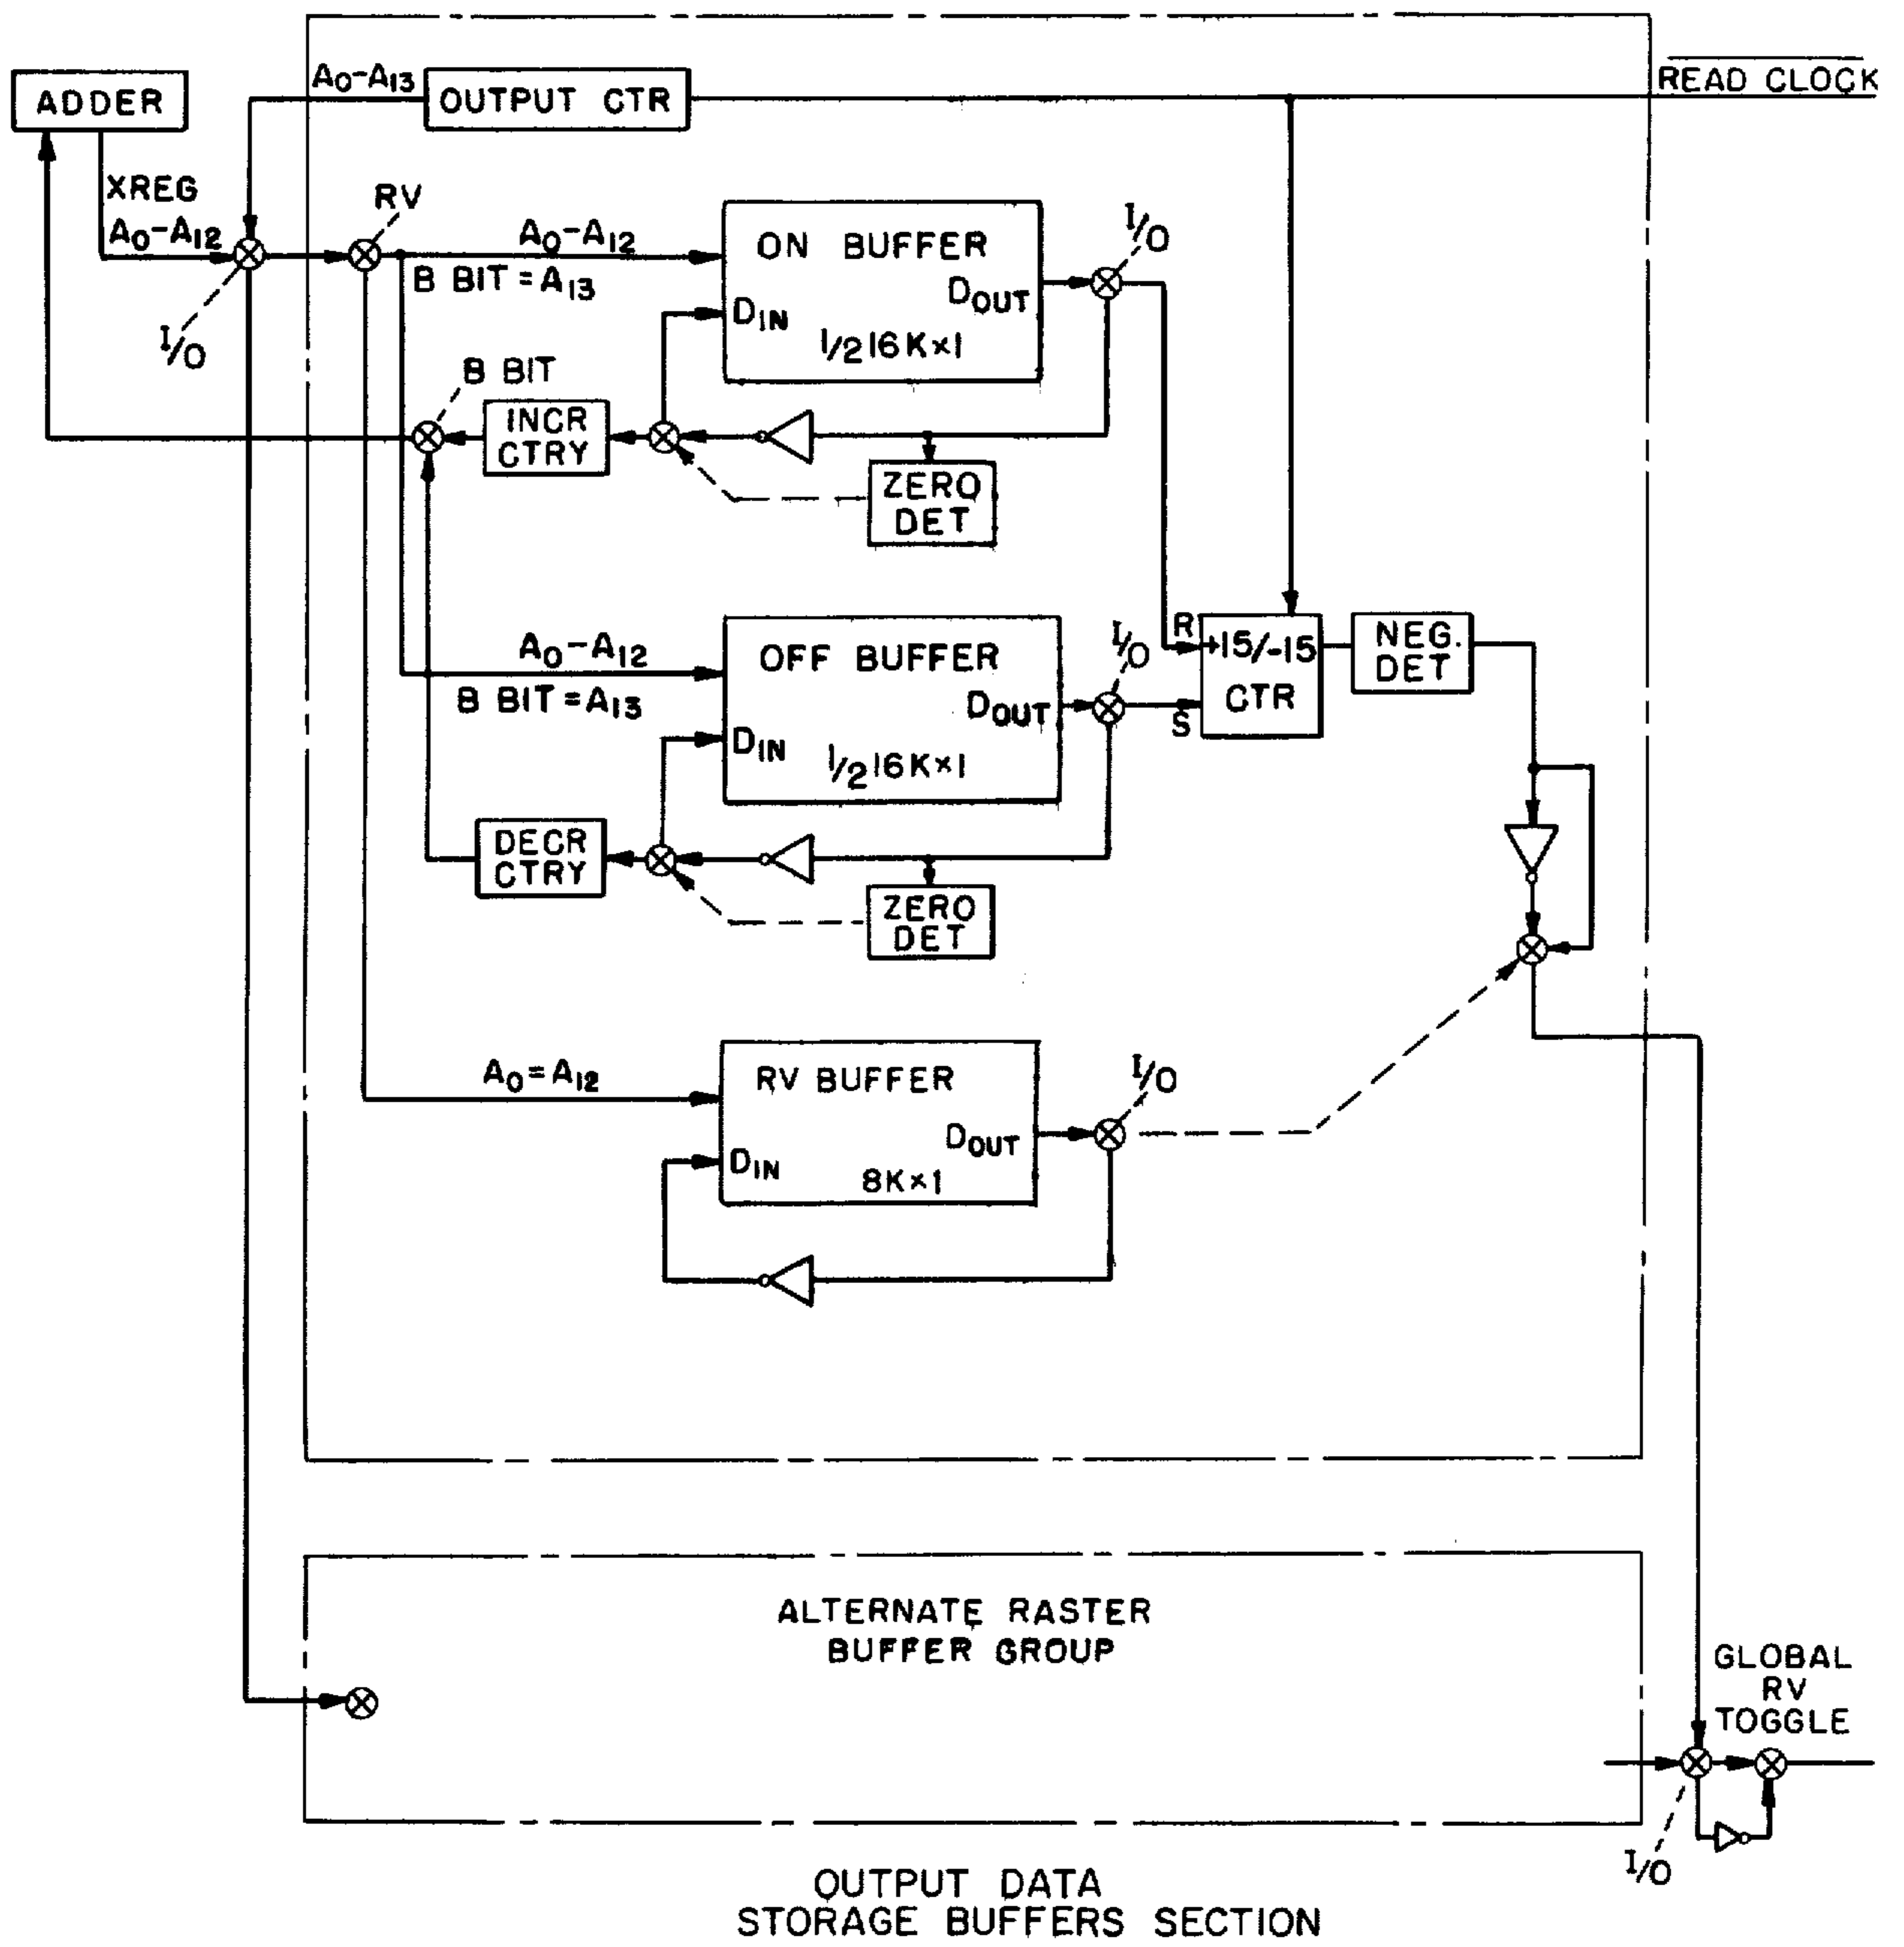 READ CLOCK
A0-A13
ADDER
OUTPUT CTR
XREG
A0-A12
RV
I/O
A0-A12
B BIT = A13
ON BUFFER
DOUT
DIN
1/2 16K×1
I/O
B BIT
INCR
CTRY
ZERO
DET
A0-A12
B BIT = A13
OFF BUFFER
DOUT
DIN
1/2 16K×1
I/O
R
+15/-15
CTR
S
NEG.
DET
DECR
CTRY
ZERO
DET
A0=A12
RV BUFFER
DOUT
DIN
8K×1
I/O
ALTERNATE RASTER
BUFFER GROUP
GLOBAL
RV
TOGGLE
I/O
OUTPUT DATA
STORAGE BUFFERS SECTION